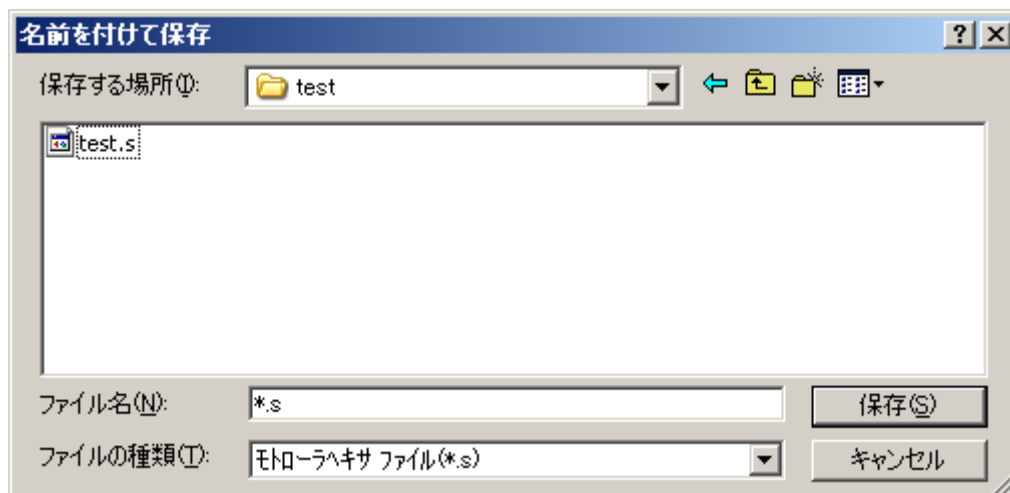 名前を付けて保存
保存する場所(I):
test
test.s
ファイル名(N):
*.s
保存(S)
ファイルの種類(T):
モトローラヘキサ ファイル(*.s)
キャンセル